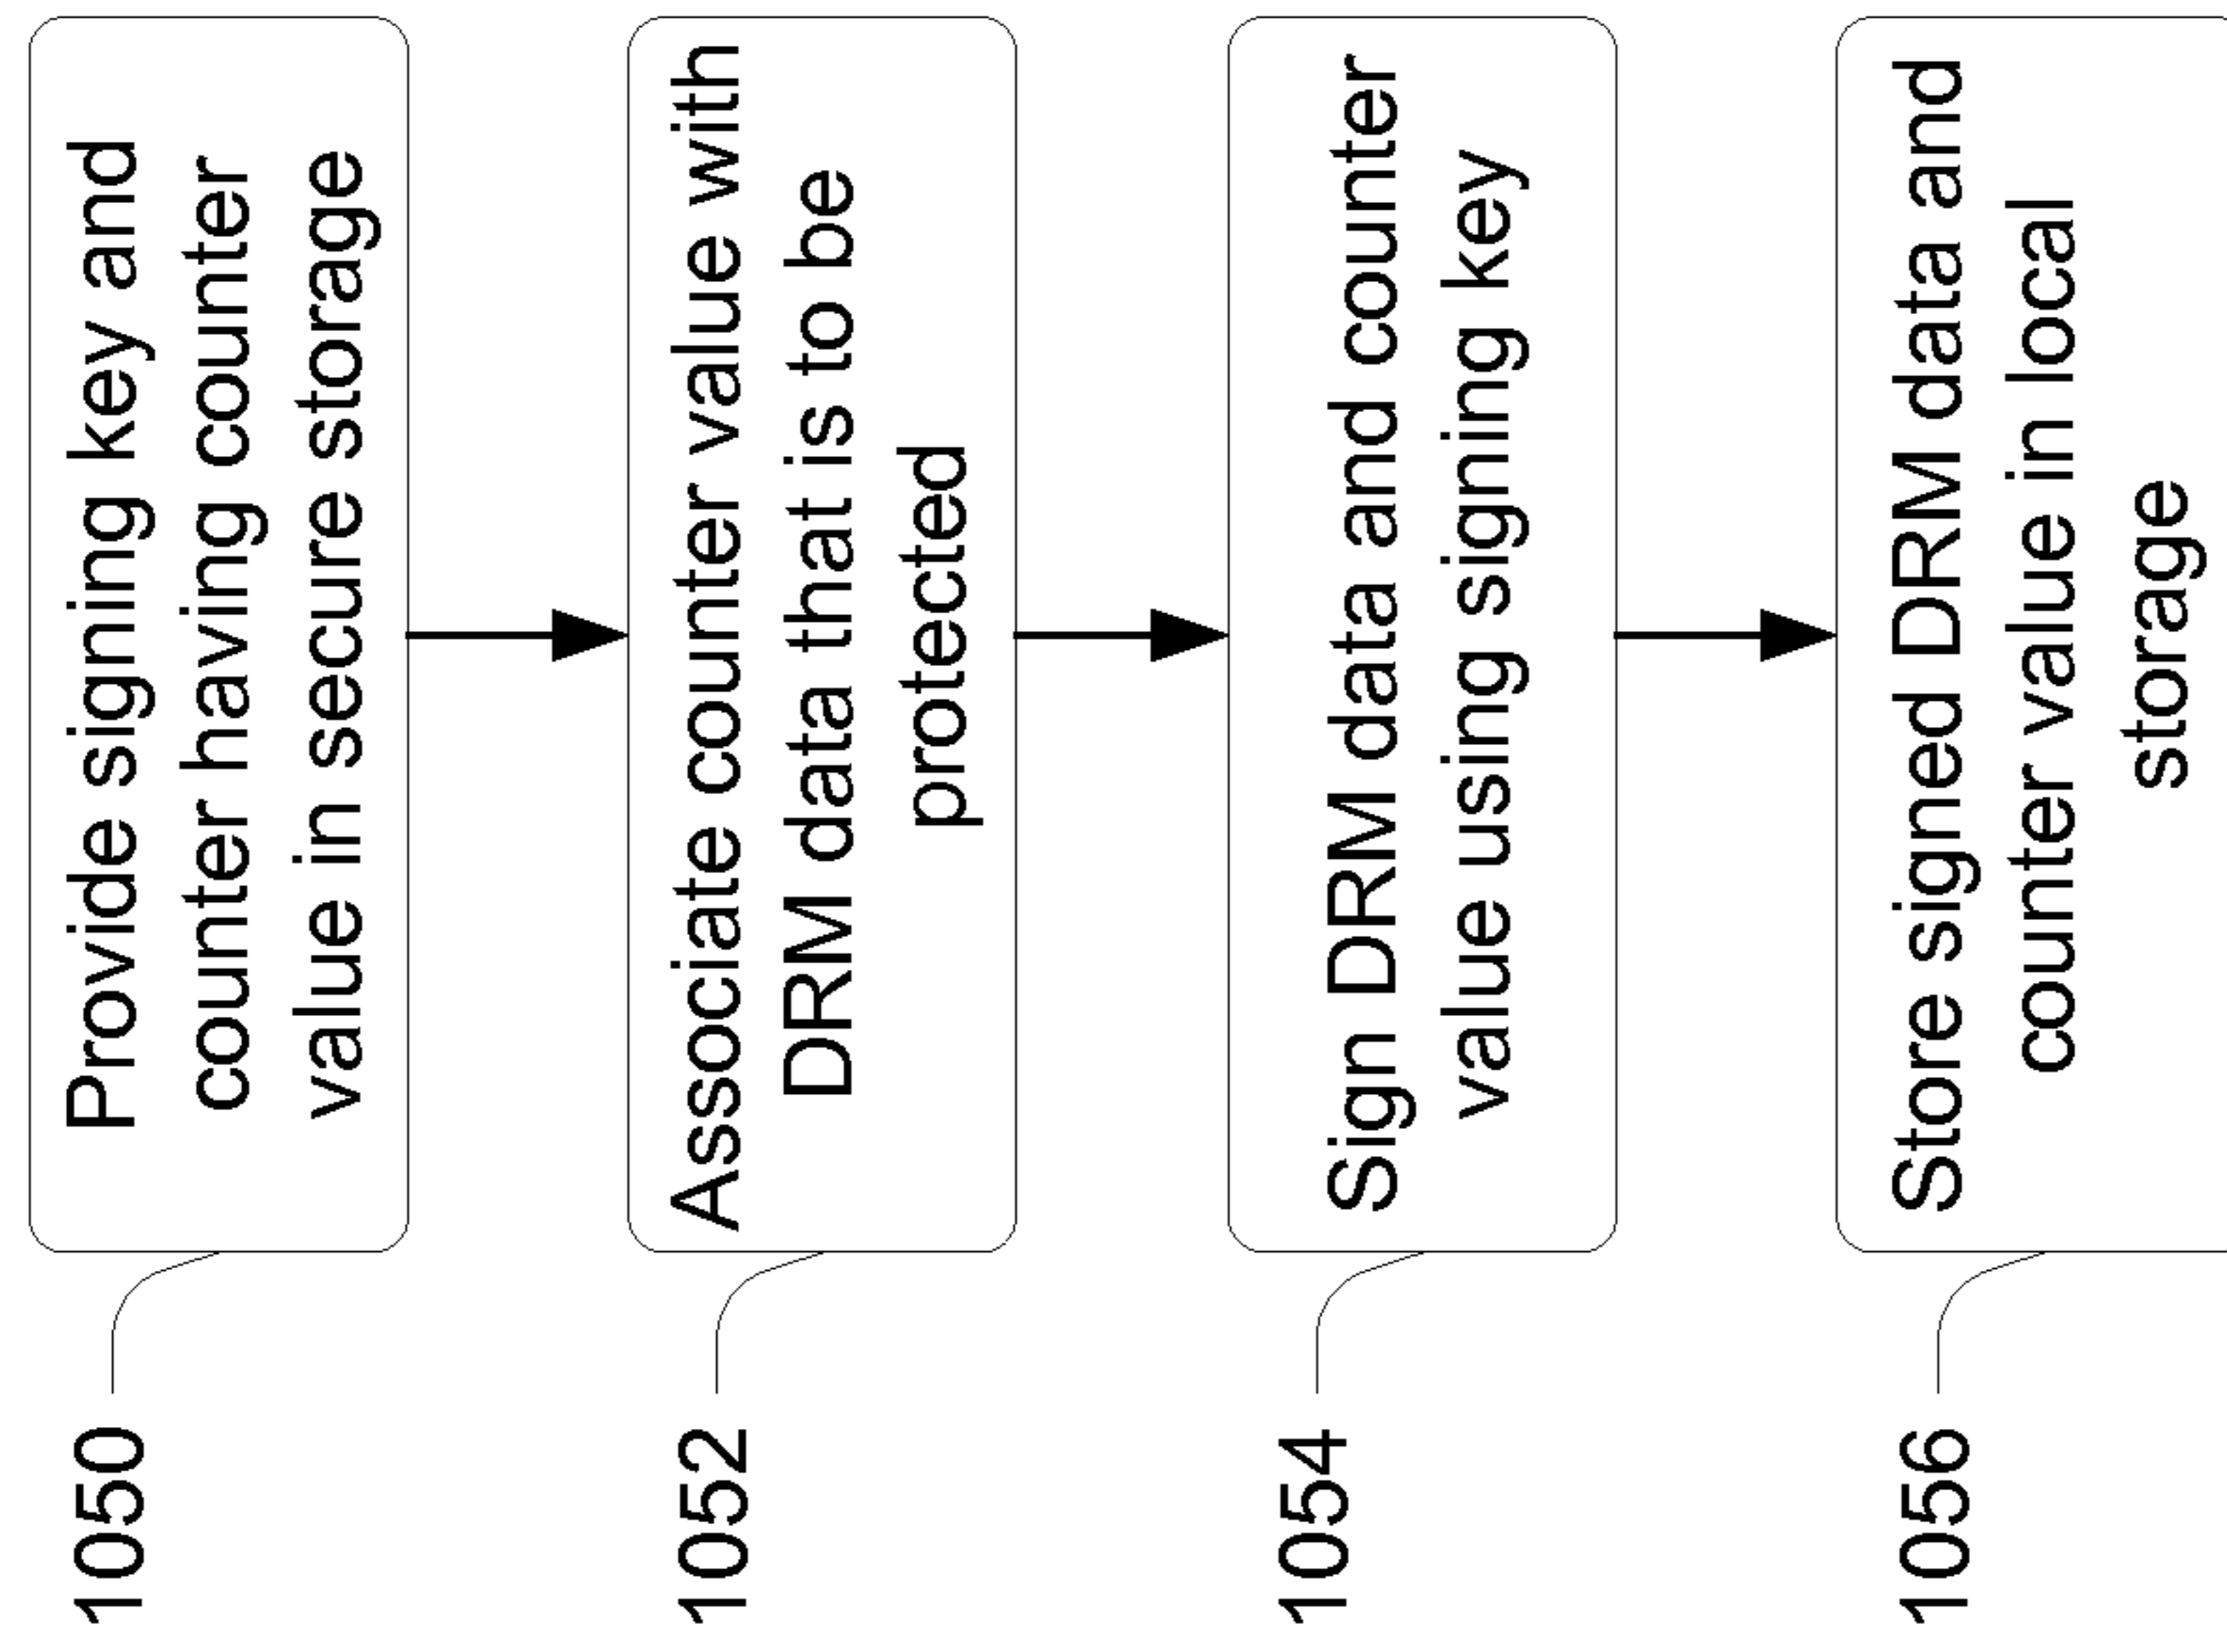 1050
Provide signing key and
counter having counter
value in secure storage
1052
Associate counter value with
DRM data that is to be
protected
1054
Sign DRM data and counter
value using signing key
1056
Store signed DRM data and
counter value in local
storage